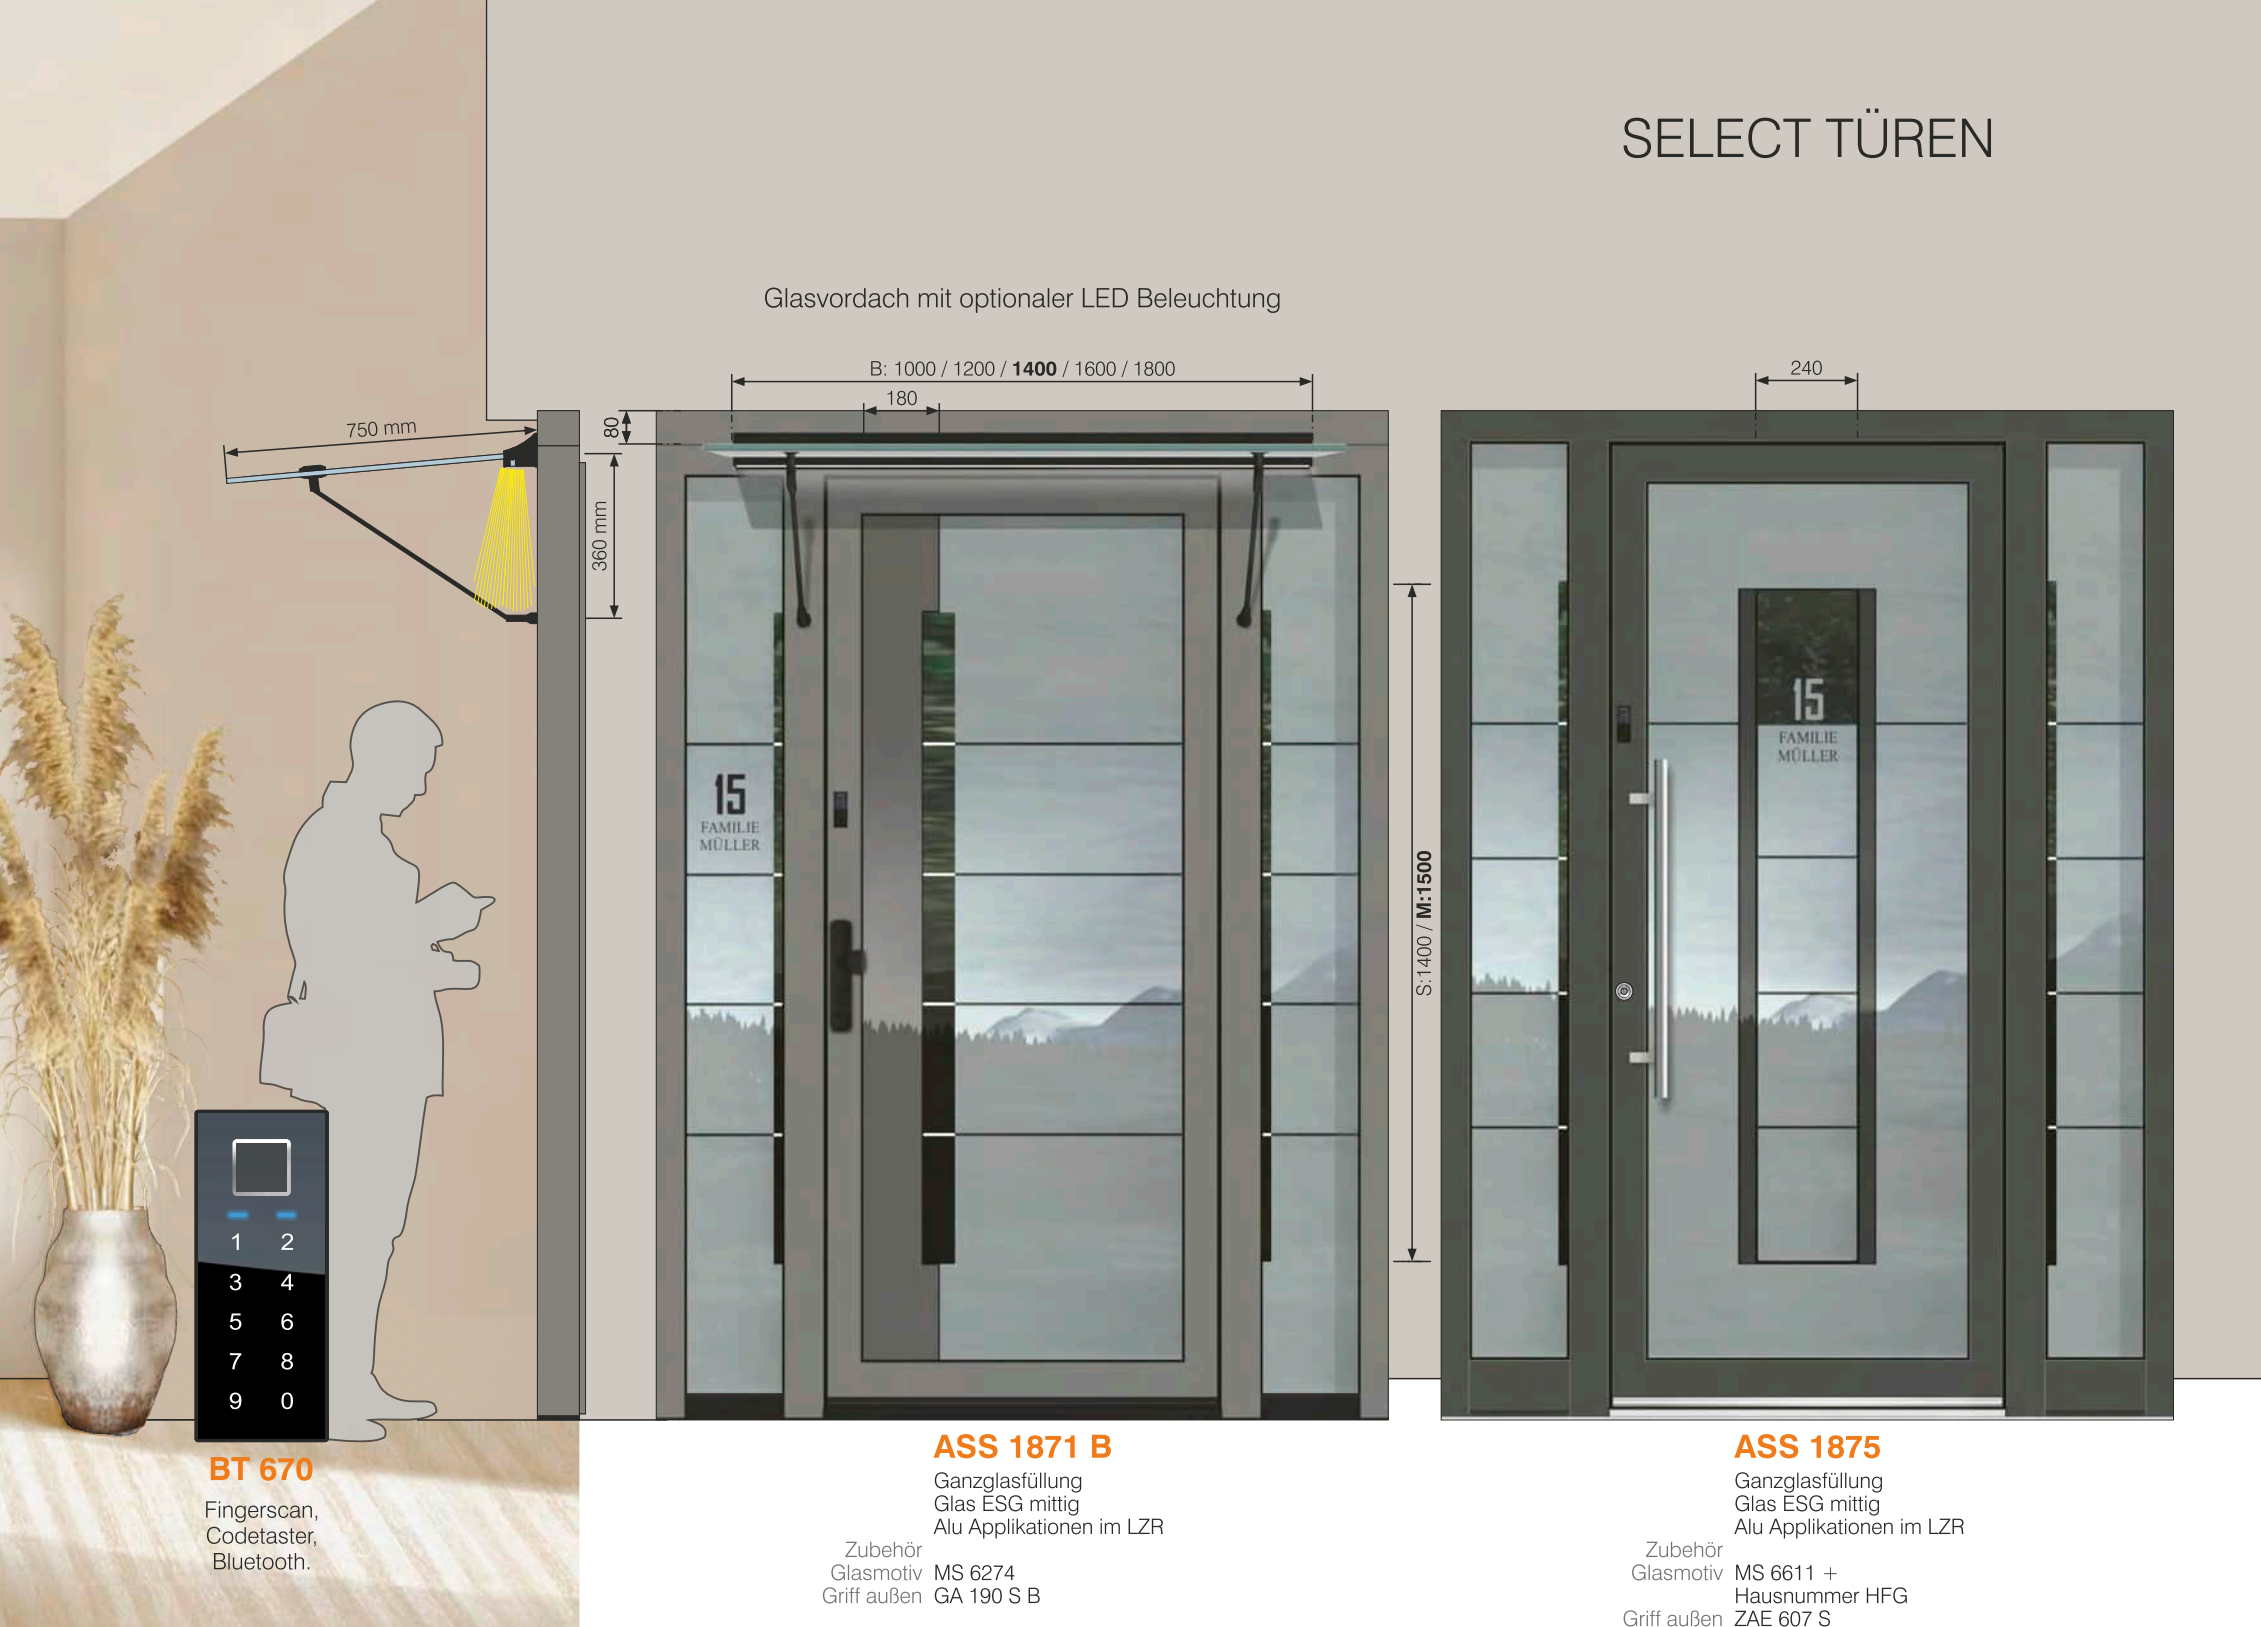 SELECT TÜREN
Glasvordach mit optionaler LED Beleuchtung
B: 1000 / 1200 / 1400 / 1600 / 1800
180
240
750 mm
80
360 mm
S:1400 / M:1500
15
FAMILIE
MÜLLER
15
FAMILIE
MÜLLER
1 2
3 4
5 6
7 8
9 0
BT 670
Fingerscan,
Codetaster,
Bluetooth.
ASS 1871 B
Ganzglasfüllung
Glas ESG mittig
Alu Applikationen im LZR
Zubehör
Glasmotiv MS 6274
Griff außen GA 190 S B
ASS 1875
Ganzglasfüllung
Glas ESG mittig
Alu Applikationen im LZR
Zubehör
Glasmotiv MS 6611 +
Hausnummer HFG
Griff außen ZAE 607 S